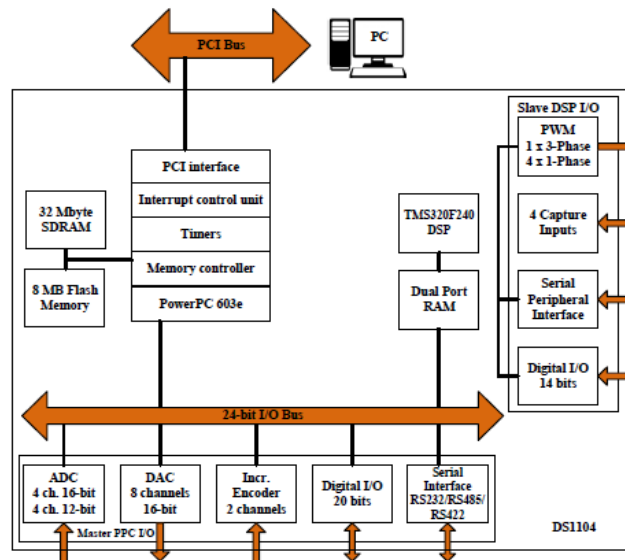 PCI Bus
PC
Slave DSP I/O
PWM
1 x 3-Phase
4 x 1-Phase
4 Capture
Inputs
Serial
Peripheral
Interface
Digital I/O
14 bits
PCI interface
Interrupt control unit
Timers
Memory controller
PowerPC 603e
32 Mbyte
SDRAM
8 MB Flash
Memory
TMS320F240
DSP
Dual Port
RAM
24-bit I/O Bus
ADC
4 ch. 16-bit
4 ch. 12-bit
DAC
8 channels
16-bit
Incr.
Encoder
2 channels
Digital I/O
20 bits
Serial
Interface
RS232/RS485/
RS422
Master PPC I/O
DS1104